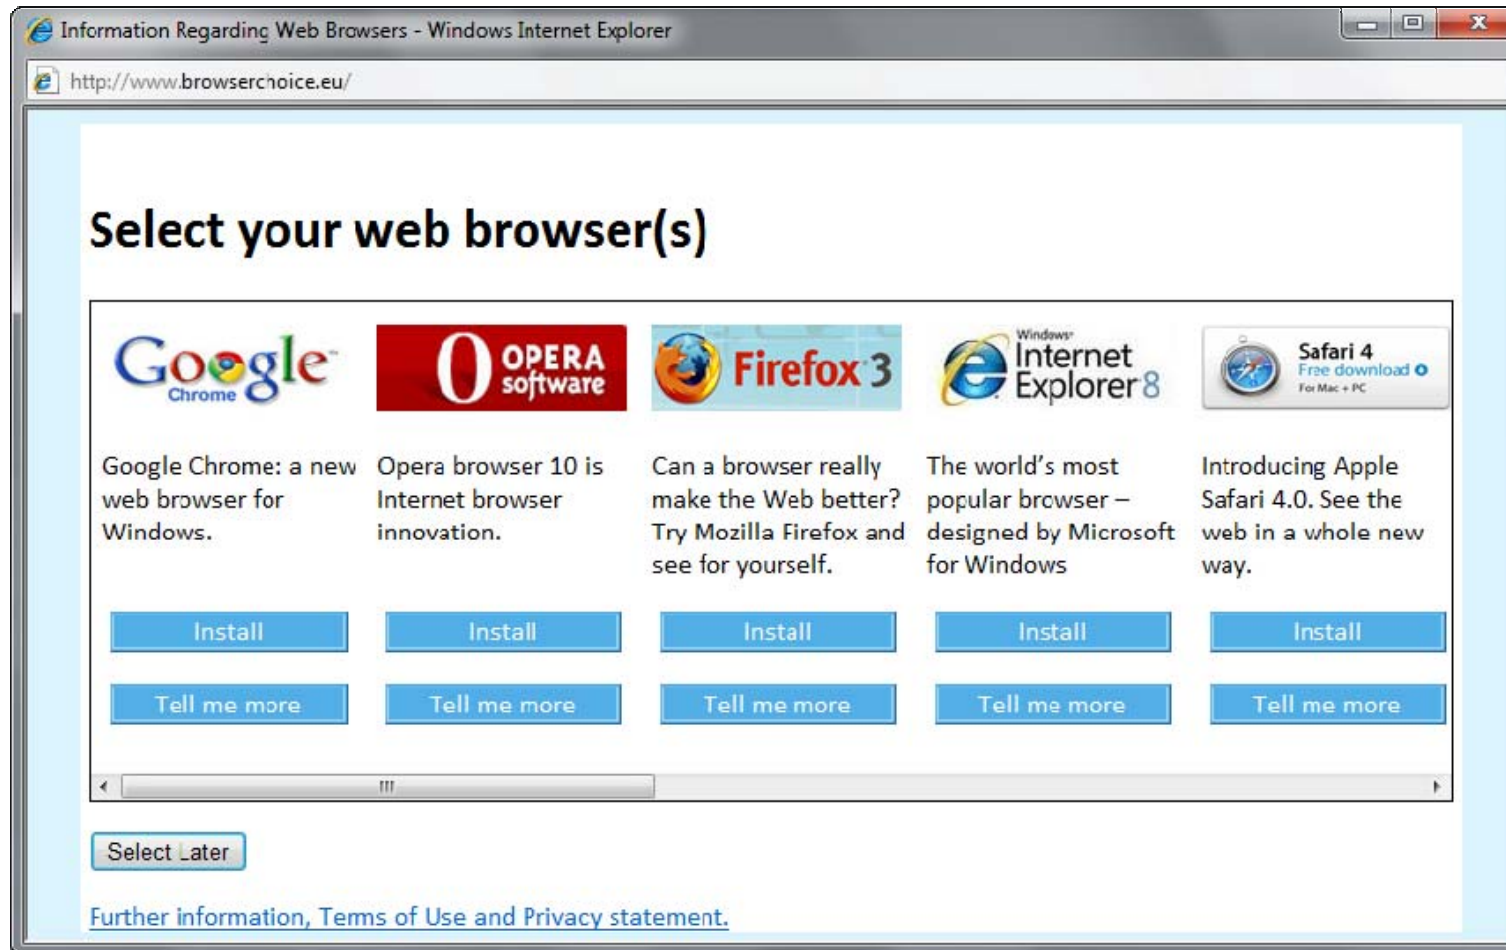 Information Regarding Web Browsers - Windows Internet Explorer
http://www.browserchoice.eu/
Select your web browser(s)
Google™
Chrome
OPERA
software
Firefox 3
Windows®
Internet
Explorer 8
Safari 4
Free download
For Mac + PC
Google Chrome: a new
web browser for
Windows.
Opera browser 10 is
Internet browser
innovation.
Can a browser really
make the Web better?
Try Mozilla Firefox and
see for yourself.
The world's most
popular browser –
designed by Microsoft
for Windows
Introducing Apple
Safari 4.0. See the
web in a whole new
way.
Install
Install
Install
Install
Install
Tell me more
Tell me more
Tell me more
Tell me more
Tell me more
Select Later
Further information, Terms of Use and Privacy statement.